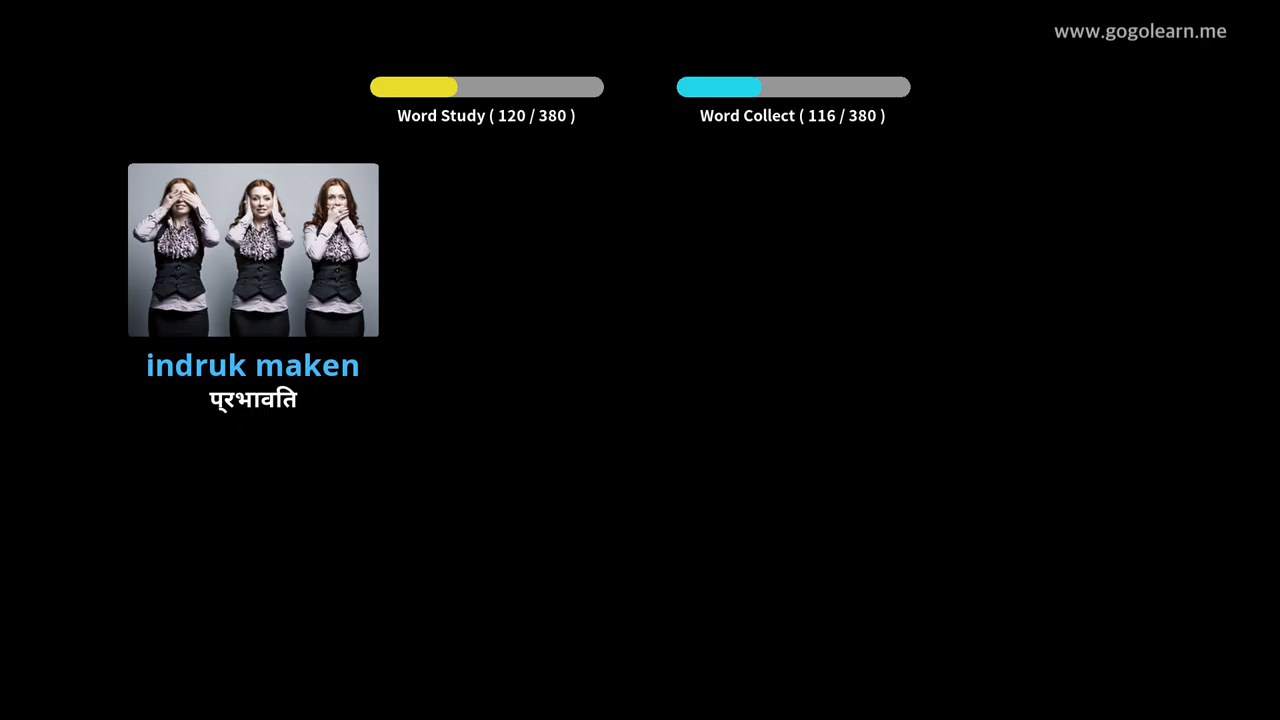 www.gogolearn.me
Word Study ( 120 / 380 )
Word Collect ( 116 / 380 )
indruk maken
प्रभावति